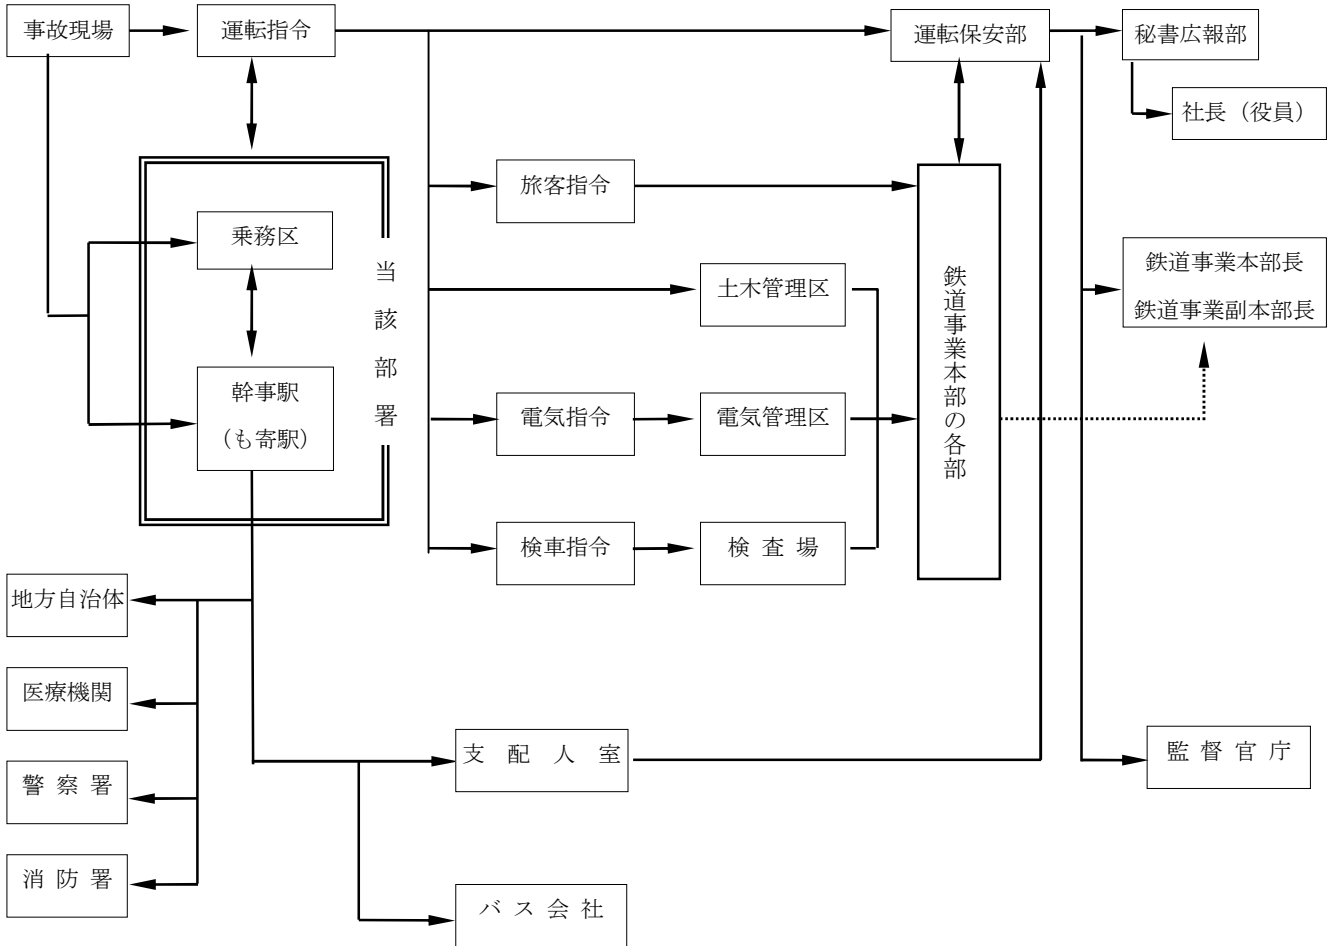 事故現場
運転指令
運転保安部
秘書広報部
社長（役員）
旅客指令
乗務区
当該部署
鉄道事業本部の各部
鉄道事業本部長
鉄道事業副本部長
土木管理区
幹事駅
（も寄駅）
電気指令
電気管理区
検車指令
検査場
地方自治体
医療機関
支配人室
監督官庁
警察署
消防署
バス会社